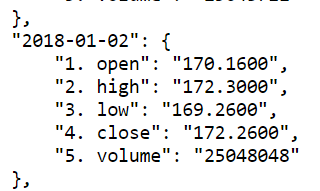 },
"2018-01-02": {
"1. open": "170.1600",
"2. high": "172.3000",
"3. low": "169.2600",
"4. close": "172.2600",
"5. volume": "25048048"
},